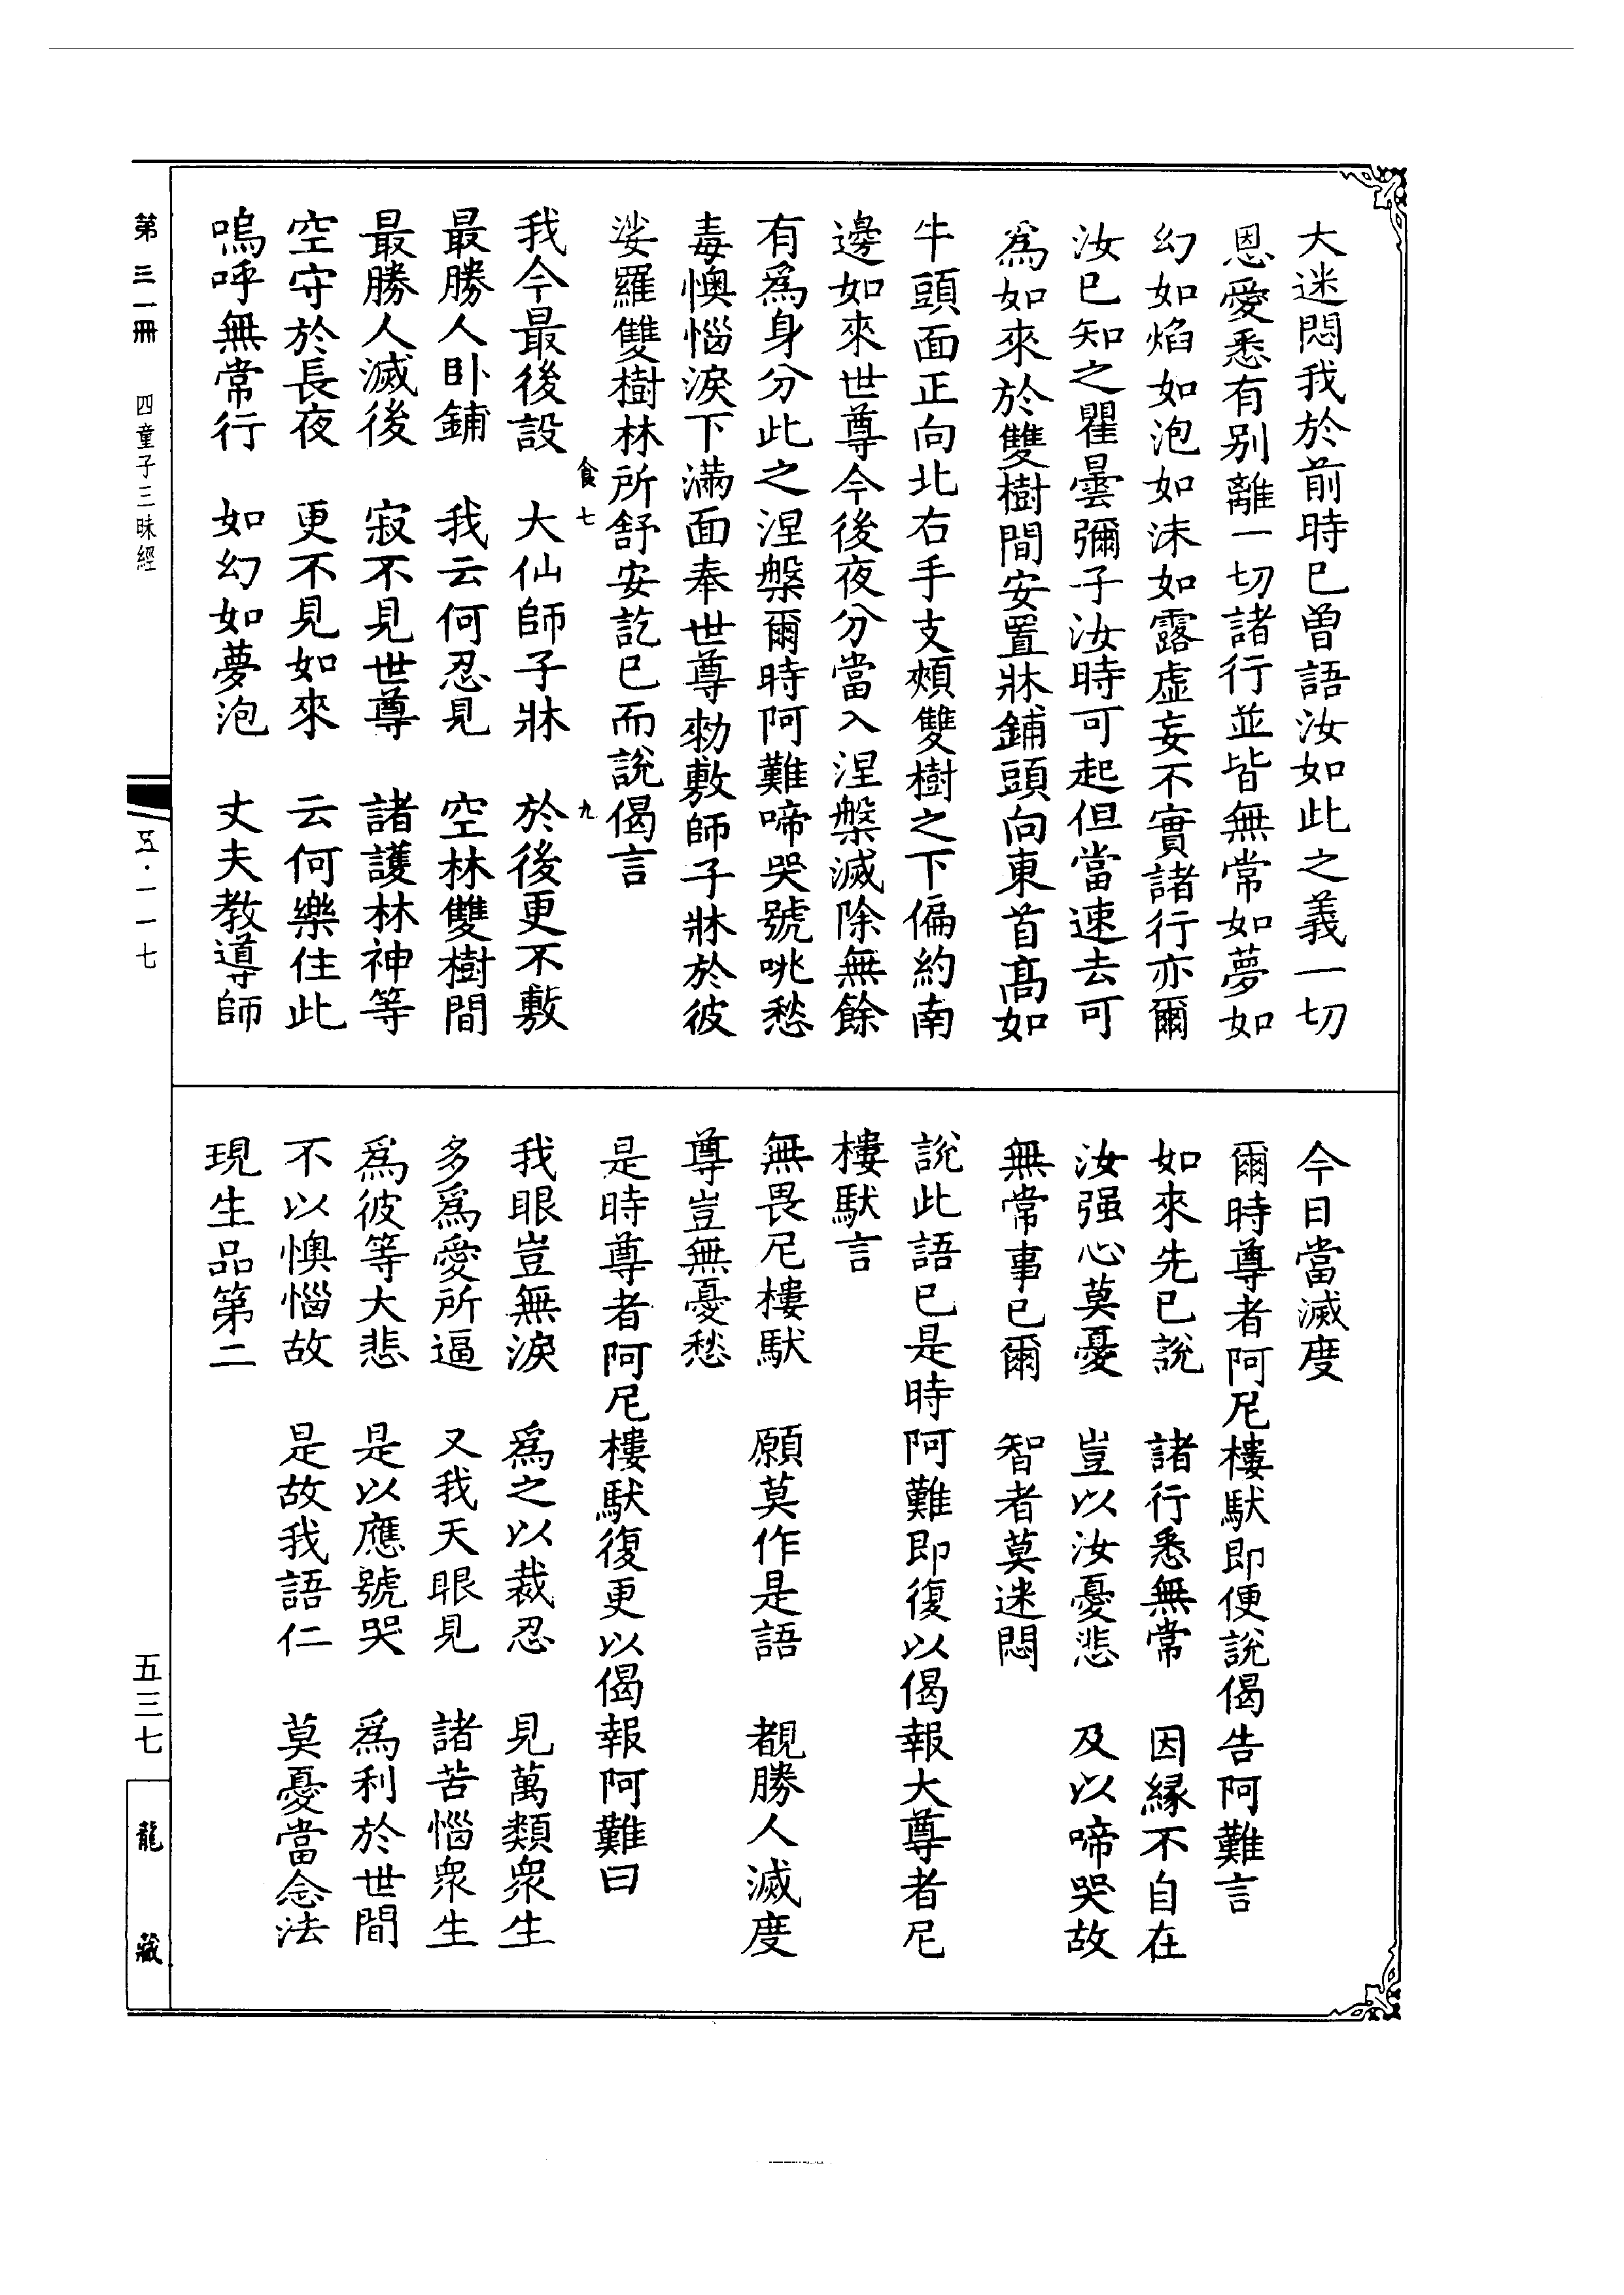 大迷悶我於前時已曾語汝如此之義一切
恩愛悉有別離一切諸行並皆無常如夢如
幻如焰如泡如沫如露虛妄不實諸行亦爾
汝已知之瞿曇彌子汝時可起但當速去可
爲如來於雙樹間安置牀鋪頭向東首高如
牛頭面正向北右手支頰雙樹之下偏約南
邊如來世尊今後夜分當入涅槃滅除無餘
有爲身分此之涅槃爾時阿難啼哭號咷愁
毒懊惱淚下滿面奉世尊勑敷師子牀於彼
娑羅雙樹林所舒安訖已而說偈言
食七
九
我今最後設　大仙師子牀　於後更不敷
最勝人卧鋪　我云何忍見　空林雙樹間
最勝人滅後　寂不見世尊　諸護林神等
空守於長夜　更不見如來　云何樂住此
嗚呼無常行　如幻如夢泡　丈夫教導師
今日當滅度
爾時尊者阿尼樓馱即便說偈告阿難言
如來先已說　諸行悉無常　因緣不自在
汝强心莫憂　豈以汝憂悲　及以啼哭故
無常事已爾　智者莫迷悶
說此語已是時阿難即復以偈報大尊者尼
樓馱言
無畏尼樓馱　願莫作是語　覩勝人滅度
尊豈無憂愁
是時尊者阿尼樓馱復更以偈報阿難曰
我眼豈無淚　爲之以裁忍　見萬類衆生
多爲愛所逼　又我天眼見　諸苦惱衆生
爲彼等大悲　是以應號哭　爲利於世間
不以懊惱故　是故我語仁　莫憂當念法
現生品第二
第三一冊　四童子三昧經
五·一一七
五三七
龍藏